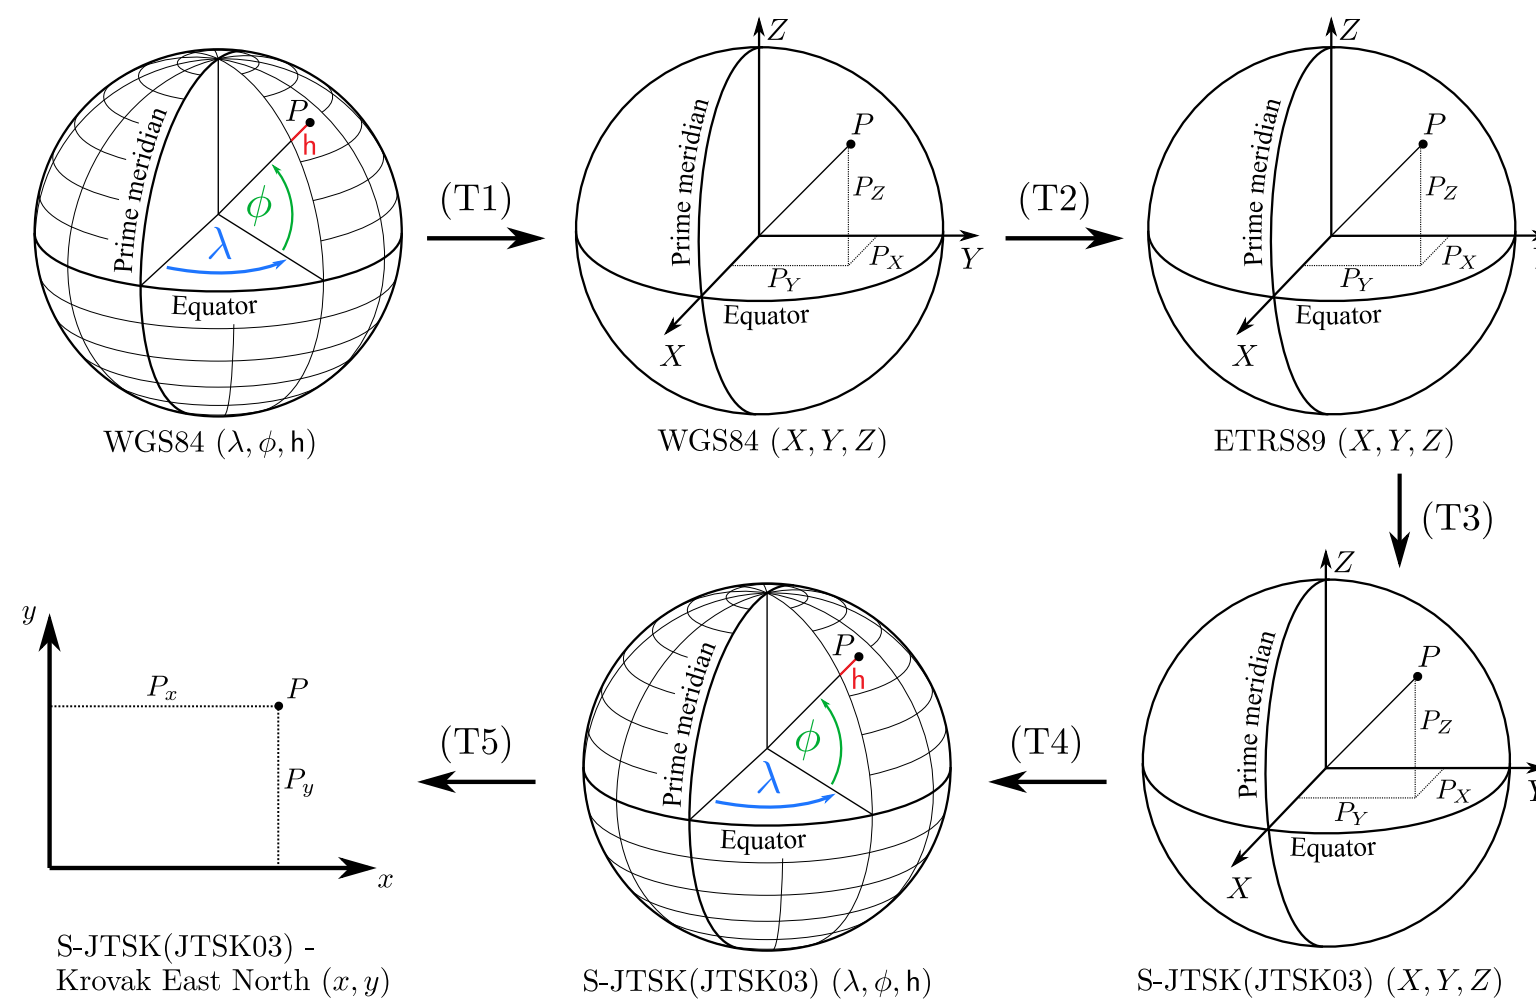 P
h
ϕ
λ
Prime meridian
Equator
WGS84 (λ, ϕ, h)
(T1)
Z
P
P_Z
Prime meridian
P_X
Y
P_Y
Equator
X
WGS84 (X, Y, Z)
(T2)
Z
P
P_Z
Prime meridian
P_X
P_Y
Equator
X
ETRS89 (X, Y, Z)
(T3)
Z
P
P_Z
Prime meridian
P_X
Y
P_Y
Equator
X
S-JTSK(JTSK03) (X, Y, Z)
(T4)
P
h
ϕ
λ
Prime meridian
Equator
S-JTSK(JTSK03) (λ, ϕ, h)
(T5)
y
P_x
P
P_y
x
S-JTSK(JTSK03) -
Krovak East North (x, y)